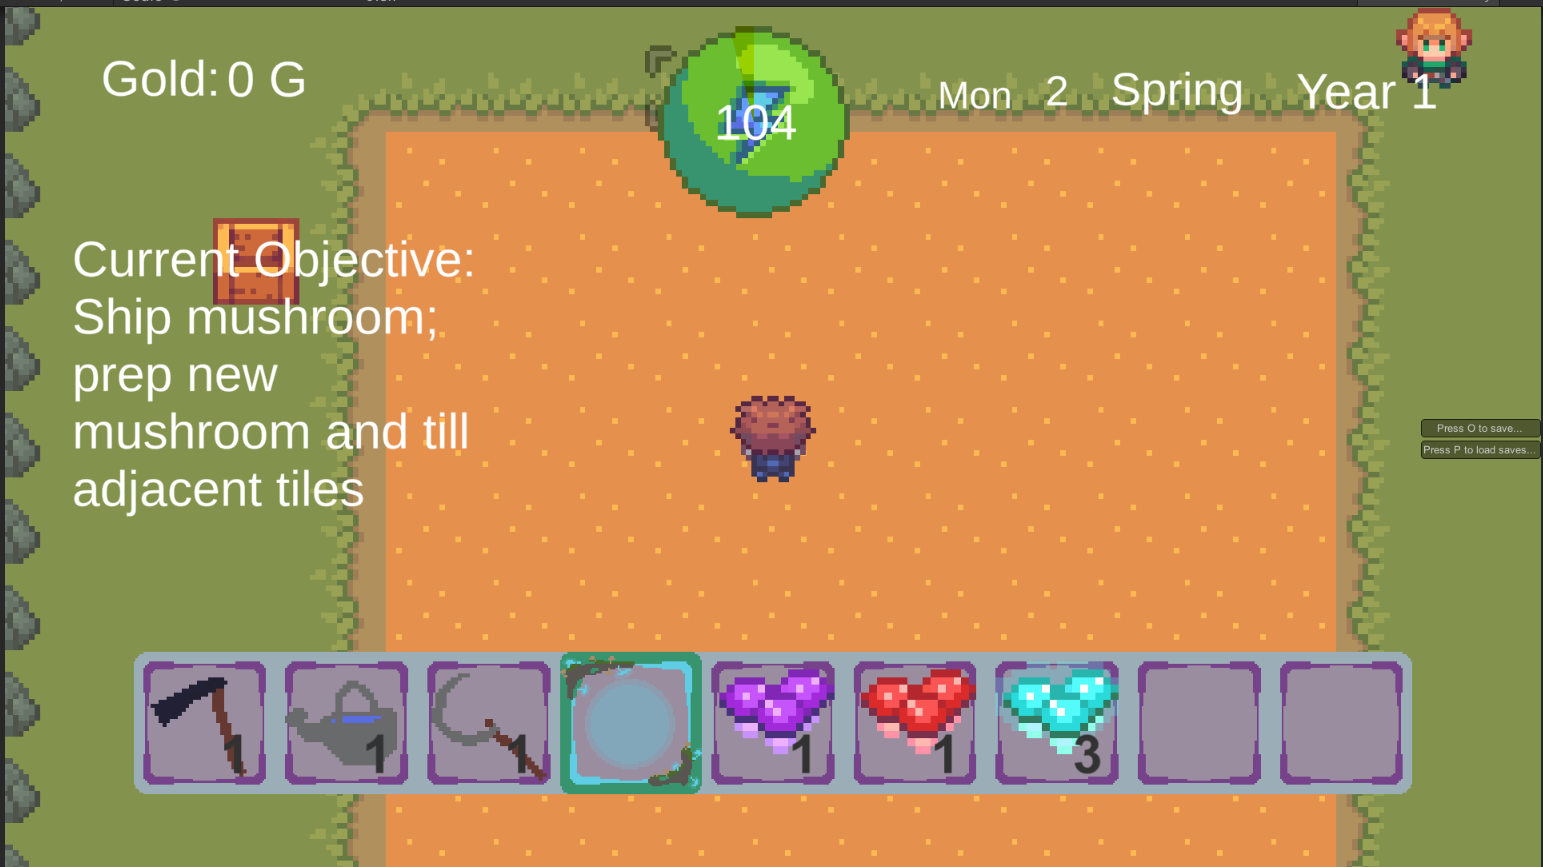 Gold: 0 G
104
Mon 2 Spring Year 1
Current Objective:
Ship mushroom;
prep new
mushroom and till
adjacent tiles
Press O to save...
Press P to load saves...
1 1 1 1 1 3